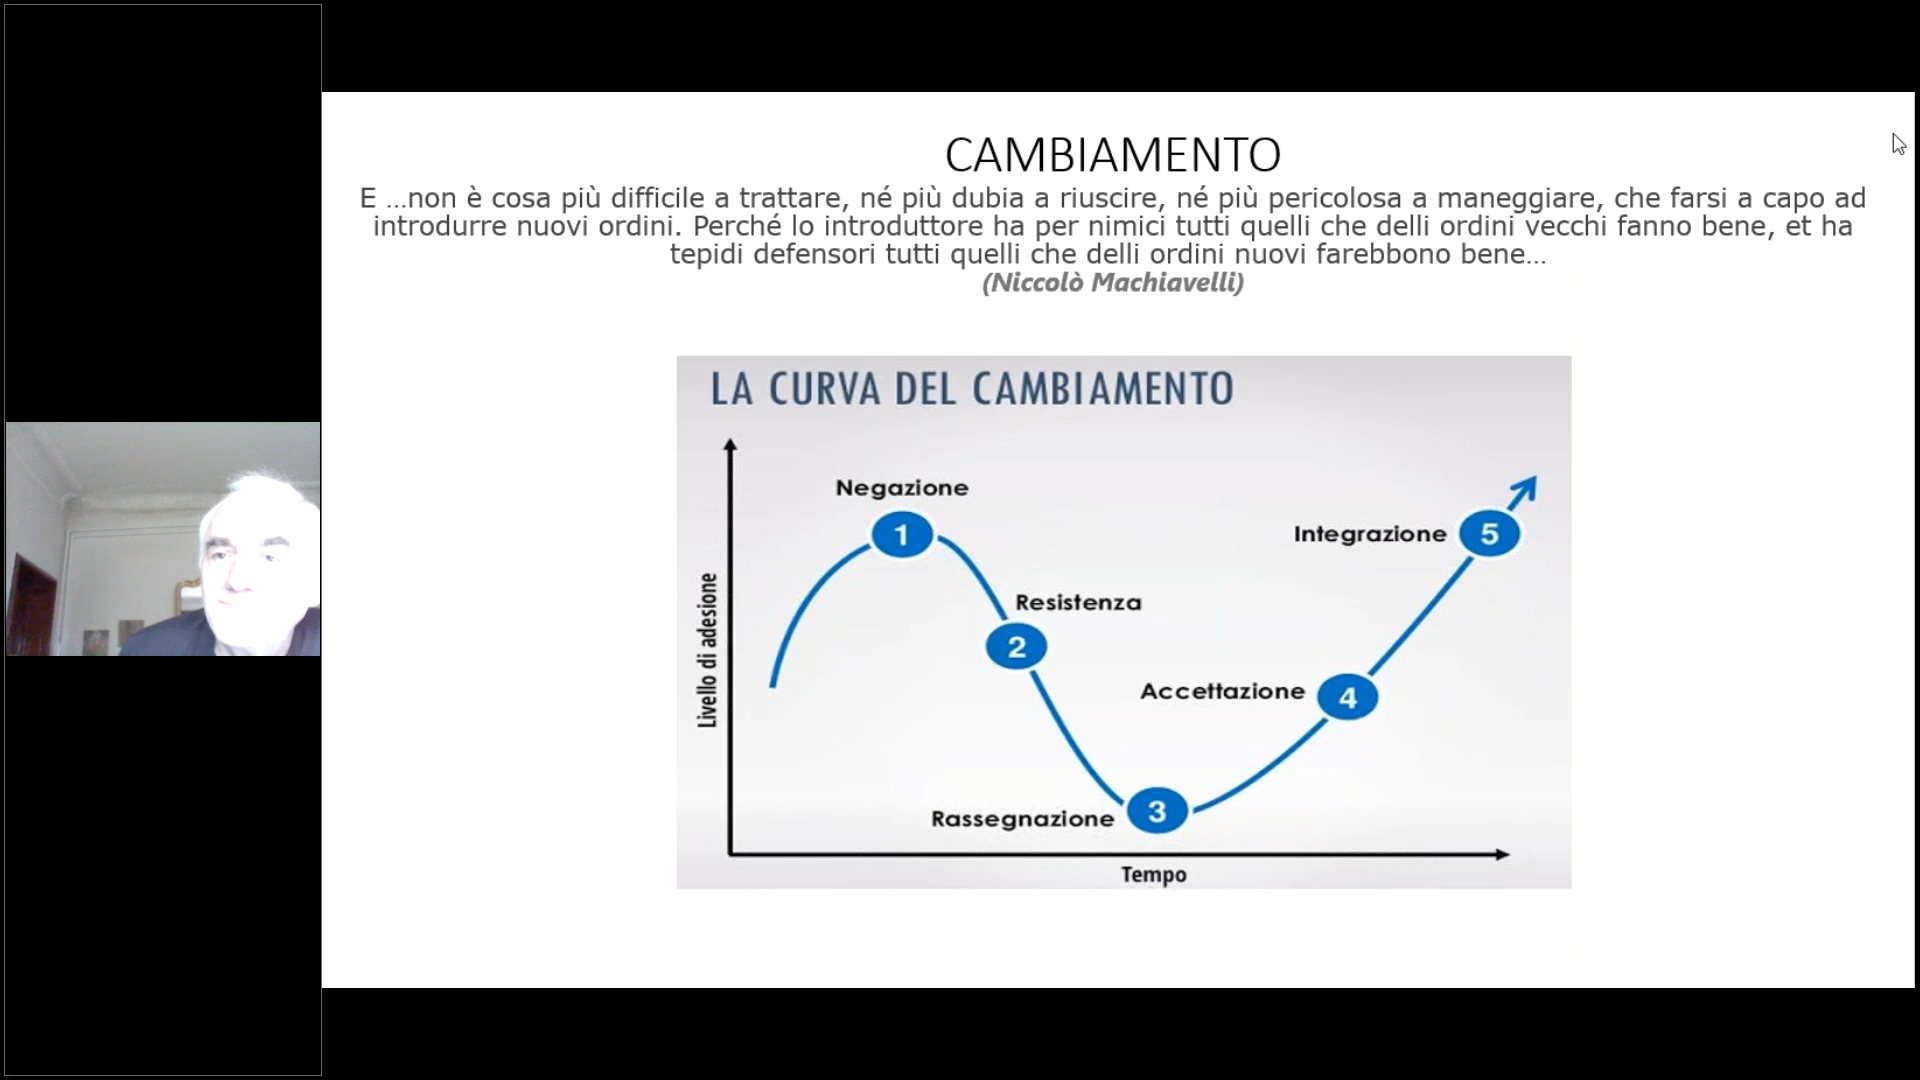 CAMBIAMENTO
E ...non è cosa più difficile a trattare, né più dubia a riuscire, né più pericolosa a maneggiare, che farsi a capo ad
introdurre nuovi ordini. Perché lo introduttore ha per nimici tutti quelli che delli ordini vecchi fanno bene, et ha
tepidi defensori tutti quelli che delli ordini nuovi farebbono bene...
(Niccolò Machiavelli)
LA CURVA DEL CAMBIAMENTO
Negazione
1
Integrazione
5
Resistenza
2
Livello di adesione
Accettazione
4
Rassegnazione
3
Tempo